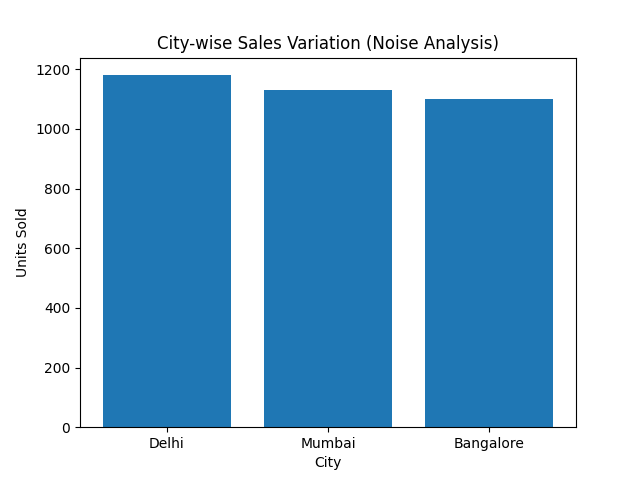 City-wise Sales Variation (Noise Analysis)
1200
1000
800
600
400
200
0
Units Sold
Delhi
Mumbai
Bangalore
City